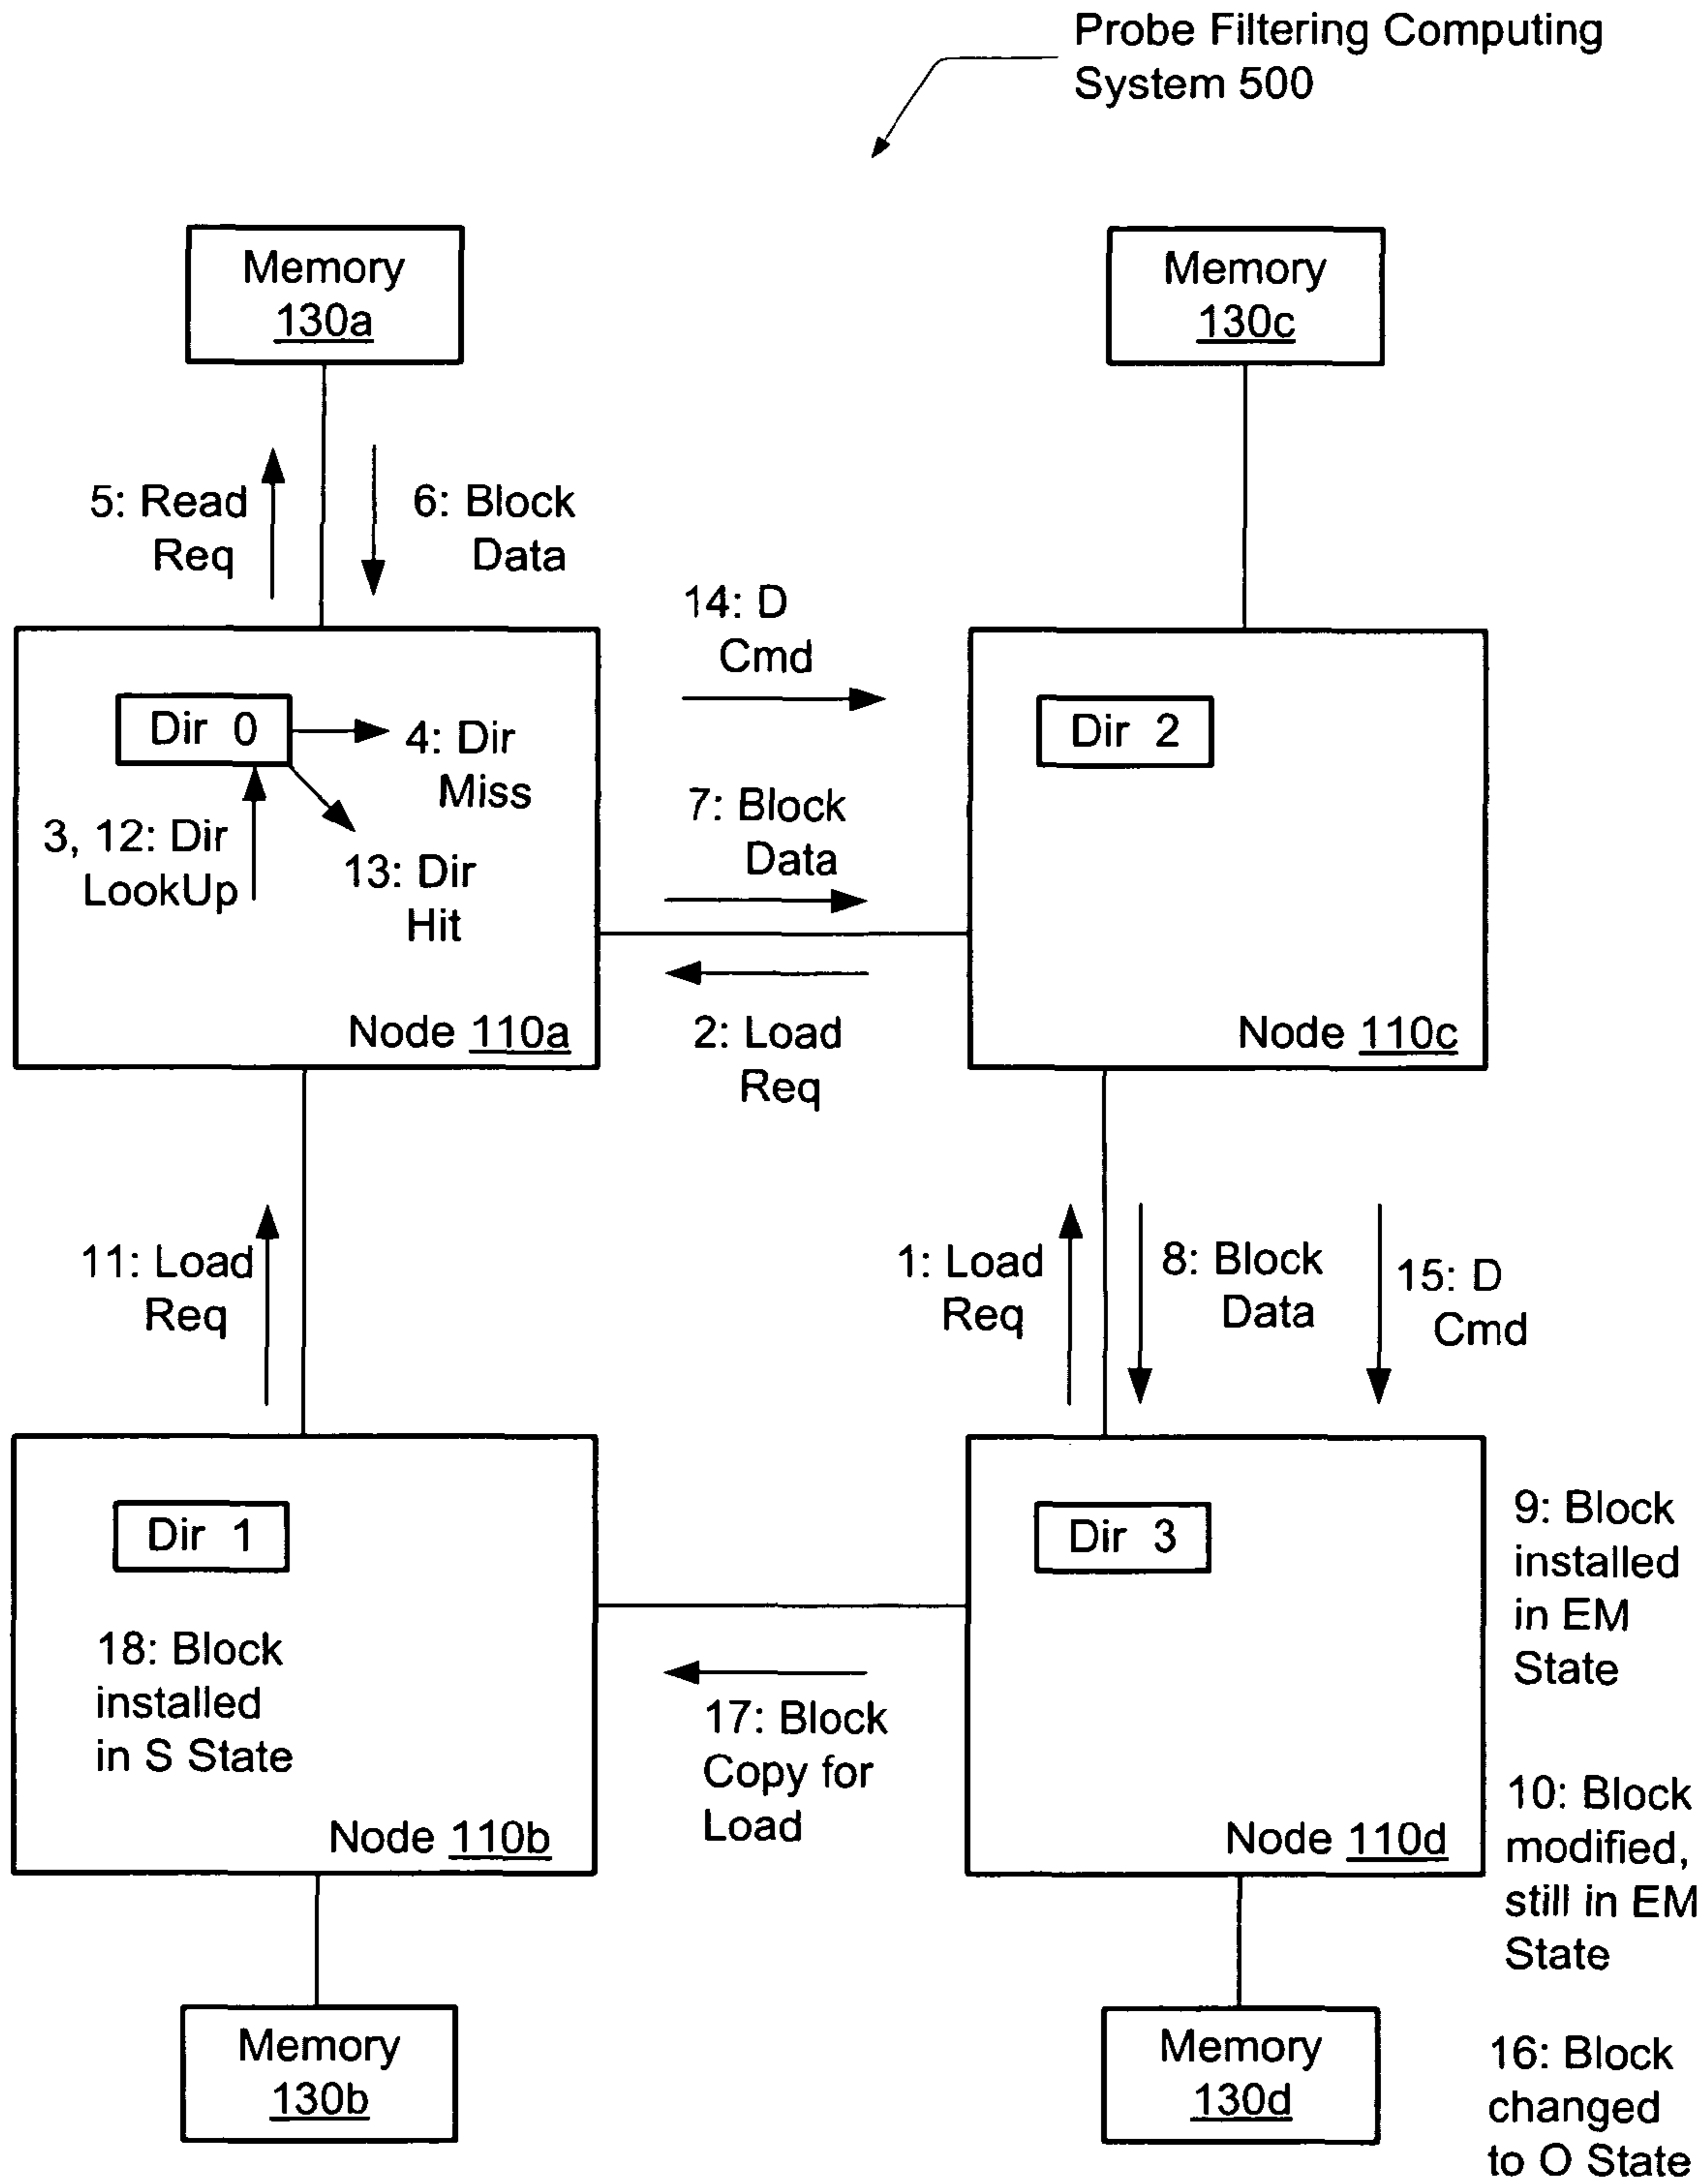 Probe Filtering Computing
System 500
Memory
130a
Memory
130c
5: Read
Req
6: Block
Data
14: D
Cmd
Dir 0
4: Dir
Miss
3, 12: Dir
LookUp
13: Dir
Hit
Node 110a
7: Block
Data
2: Load
Req
Dir 2
Node 110c
11: Load
Req
1: Load
Req
8: Block
Data
15: D
Cmd
Dir 1
18: Block
installed
in S State
Node 110b
17: Block
Copy for
Load
Dir 3
Node 110d
9: Block
installed
in EM
State
10: Block
modified,
still in EM
State
Memory
130b
Memory
130d
16: Block
changed
to O State